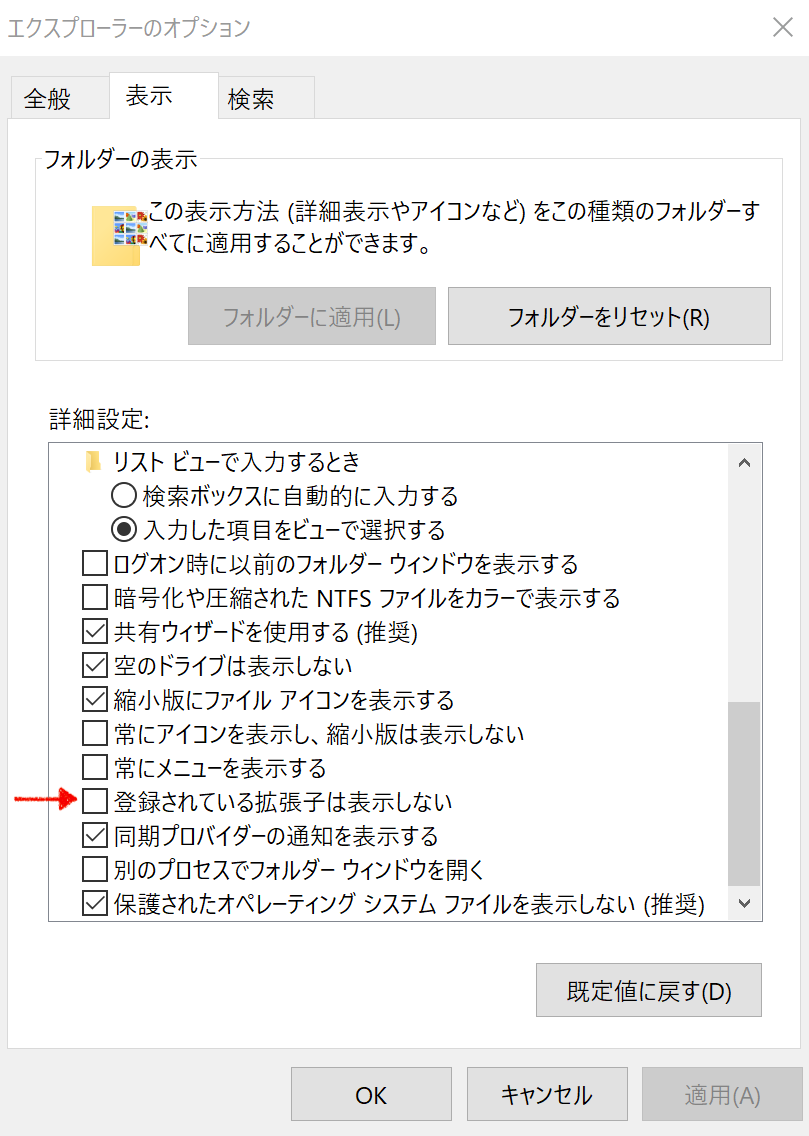 エクスプローラーのオプション
全般
表示
検索
フォルダーの表示
この表示方法 (詳細表示やアイコンなど) をこの種類のフォルダーす
べてに適用することができます。
フォルダーに適用(L)
フォルダーをリセット(R)
詳細設定:
リスト ビューで入力するとき
検索ボックスに自動的に入力する
入力した項目をビューで選択する
ログオン時に以前のフォルダー ウィンドウを表示する
暗号化や圧縮された NTFS ファイルをカラーで表示する
共有ウィザードを使用する (推奨)
空のドライブは表示しない
縮小版にファイル アイコンを表示する
常にアイコンを表示し、縮小版は表示しない
常にメニューを表示する
登録されている拡張子は表示しない
同期プロバイダーの通知を表示する
別のプロセスでフォルダー ウィンドウを開く
保護されたオペレーティング システム ファイルを表示しない (推奨)
既定値に戻す(D)
OK
キャンセル
適用(A)